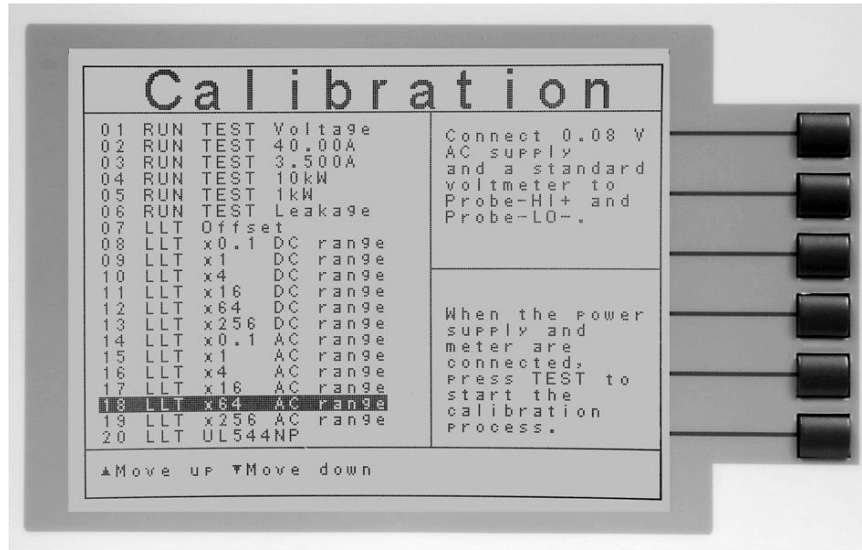 Calibration
01 RUN TEST Voltage
02 RUN TEST 40.00A
03 RUN TEST 3.500A
04 RUN TEST 10kW
05 RUN TEST 1kW
06 RUN TEST Leakage
07 LLT Offset
08 LLT x0.1 DC range
09 LLT x1 DC range
10 LLT x4 DC range
11 LLT x16 DC range
12 LLT x64 DC range
13 LLT x256 DC range
14 LLT x0.1 AC range
15 LLT x1 AC range
16 LLT x4 AC range
17 LLT x16 AC range
18 LLT x64 AC range
19 LLT x256 AC range
20 LLT UL544NP
Connect 0.08 V
AC supply
and a standard
voltmeter to
Probe-HI+ and
Probe-LO-.
When the power
supply and
meter are
connected,
press TEST to
start the
calibration
process.
▲Move up ▼Move down